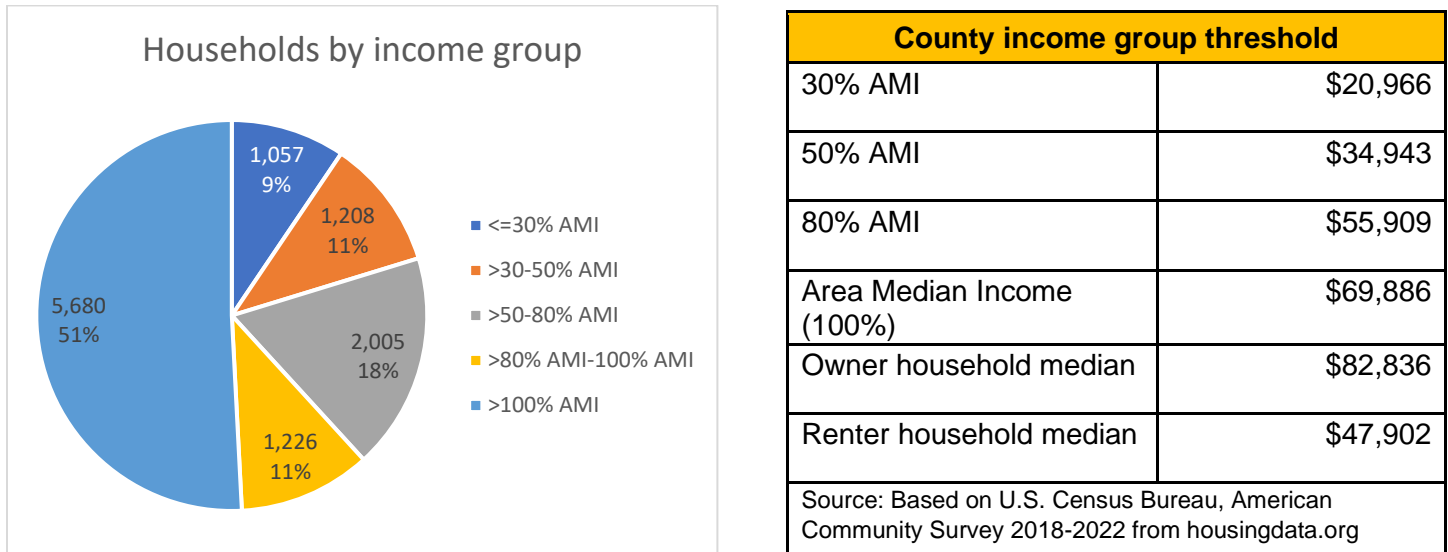 Households by income group
1,057
9%
1,208
11%
2,005
18%
1,226
11%
5,680
51%
<=30% AMI
>30-50% AMI
>50-80% AMI
>80% AMI-100% AMI
>100% AMI
County income group threshold
30% AMI $20,966
50% AMI $34,943
80% AMI $55,909
Area Median Income $69,886
(100%)
Owner household median $82,836
Renter household median $47,902
Source: Based on U.S. Census Bureau, American
Community Survey 2018-2022 from housingdata.org